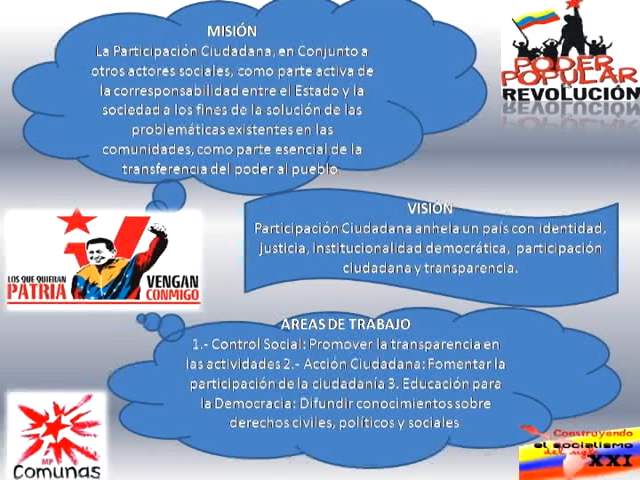 MISIÓN
La Participación Ciudadana, en Conjunto a
otros actores sociales, como parte activa de
la corresponsabilidad entre el Estado y la
sociedad a los fines de la solución de las
problemáticas existentes en las
comunidades, como parte esencial de la
transferencia del poder al pueblo.
PODER
POPULAR
REVOLUCIÓN
VISIÓN
Participación Ciudadana anhela un país con identidad,
justicia, institucionalidad democrática, participación
ciudadana y transparencia.
LOS QUE QUIERAN
PATRIA
VENGAN
CONMIGO
AREAS DE TRABAJO
1.- Control Social: Promover la transparencia en
las actividades 2.- Acción Ciudadana: Fomentar la
participación de la ciudadanía 3. Educación para
la Democracia: Difundir conocimientos sobre
derechos civiles, políticos y sociales
MP
Comunas
Construyendo
el socialismo
del siglo
XXI